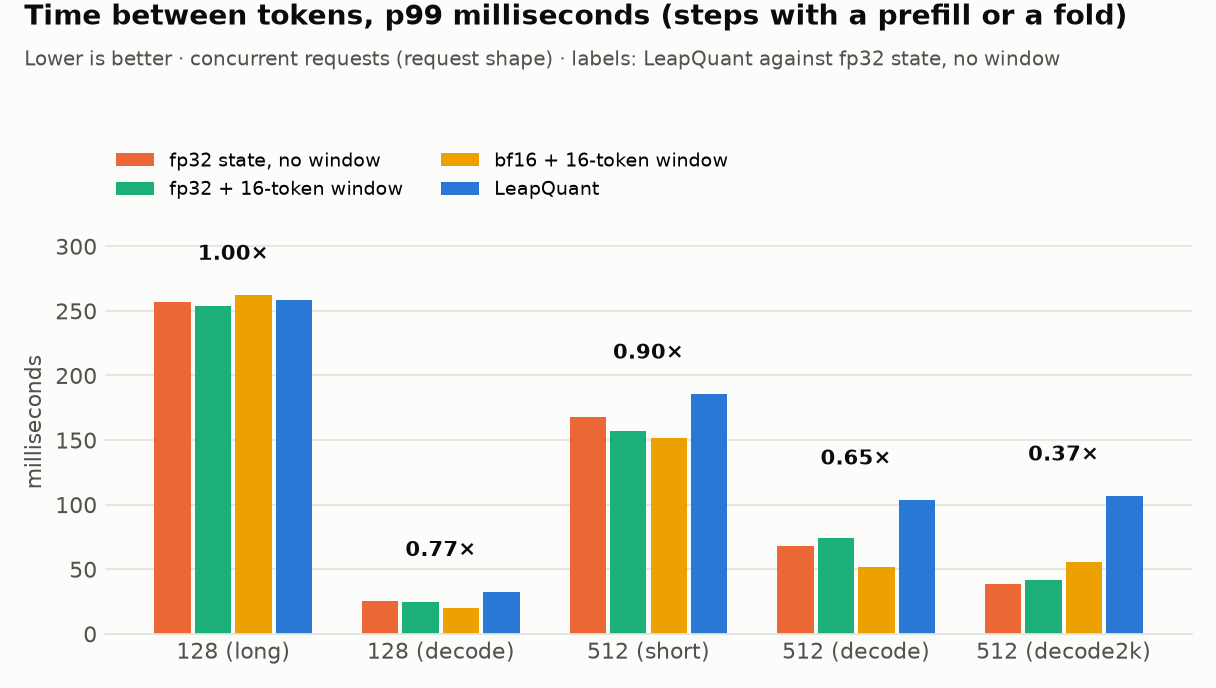 Time between tokens, p99 milliseconds (steps with a prefill or a fold)
Lower is better · concurrent requests (request shape) · labels: LeapQuant against fp32 state, no window
fp32 state, no window
bf16 + 16-token window
fp32 + 16-token window
LeapQuant
milliseconds
300
250
200
150
100
50
0
1.00×
0.77×
0.90×
0.65×
0.37×
128 (long)
128 (decode)
512 (short)
512 (decode)
512 (decode2k)